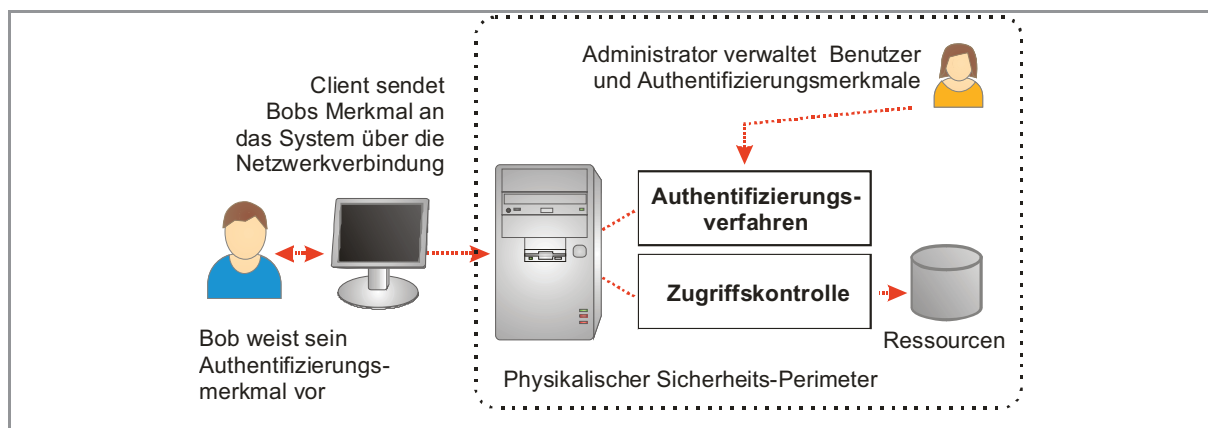 Administrator verwaltet Benutzer
und Authentifizierungsmerkmale
Client sendet
Bobs Merkmal an
das System über die
Netzwerkverbindung
Authentifizierungs-
verfahren
Zugriffskontrolle
Ressourcen
Bob weist sein
Authentifizierungs-
merkmal vor
Physikalischer Sicherheits-Perimeter